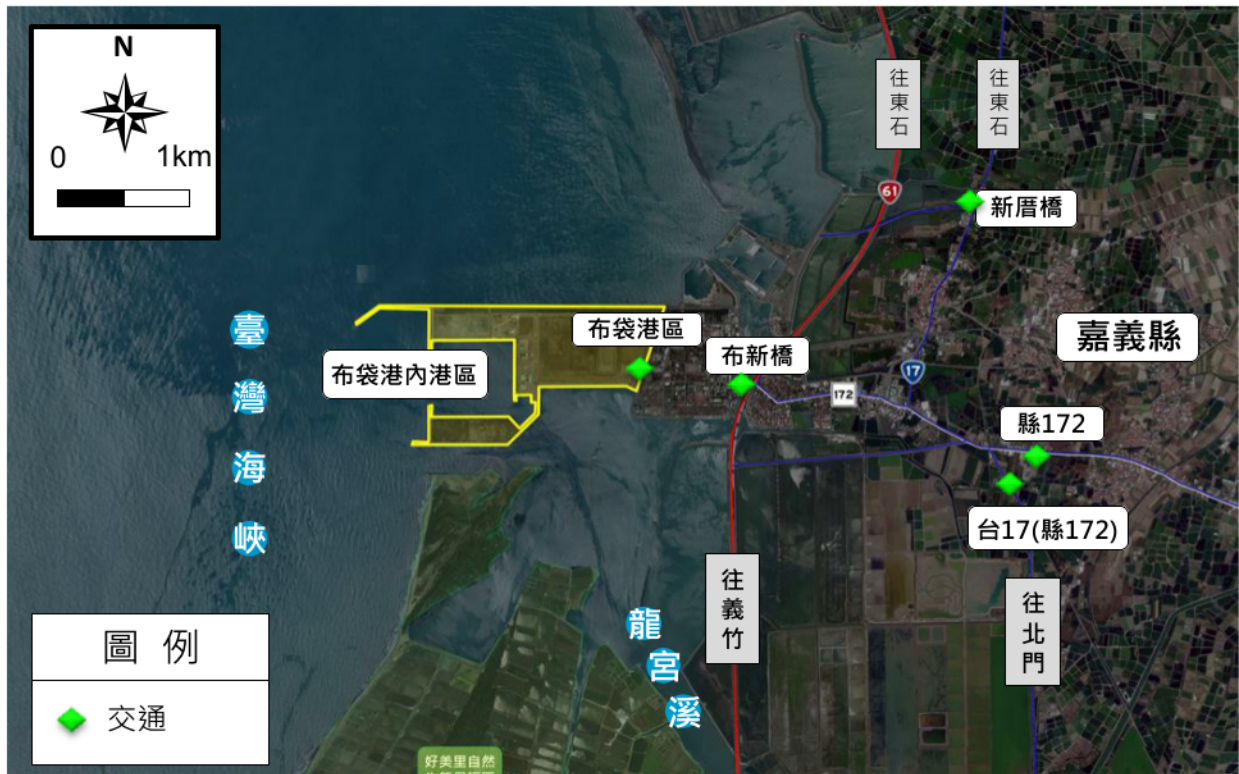 N
0 1km
往東石
往東石
61
新厝橋
臺灣海峽
布袋港區
布袋港內港區
布新橋
嘉義縣
17
172
縣172
台17(縣172)
往義竹
往北門
龍宮溪
圖例
交通
好美里自然